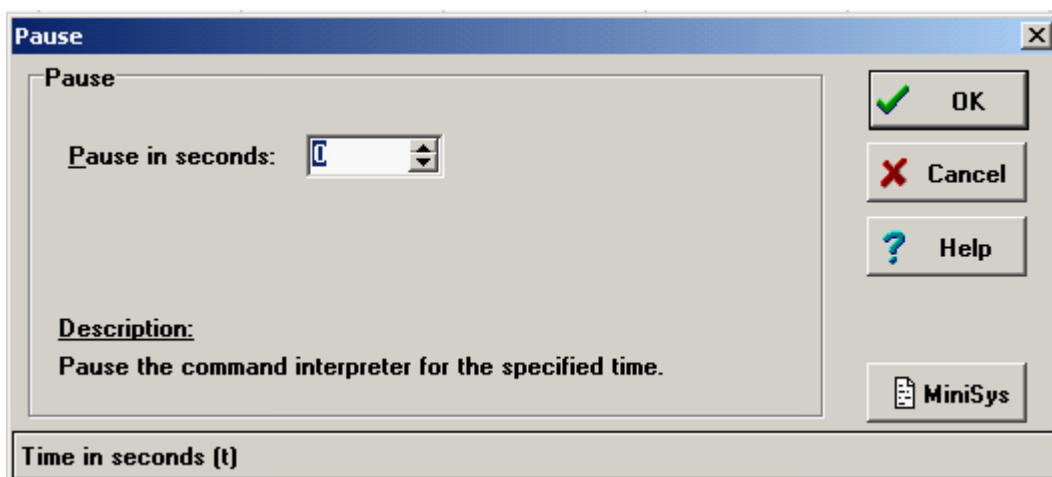 Pause
Pause
Pause in seconds: 0
Description:
Pause the command interpreter for the specified time.
OK
Cancel
Help
MiniSys
Time in seconds (t)